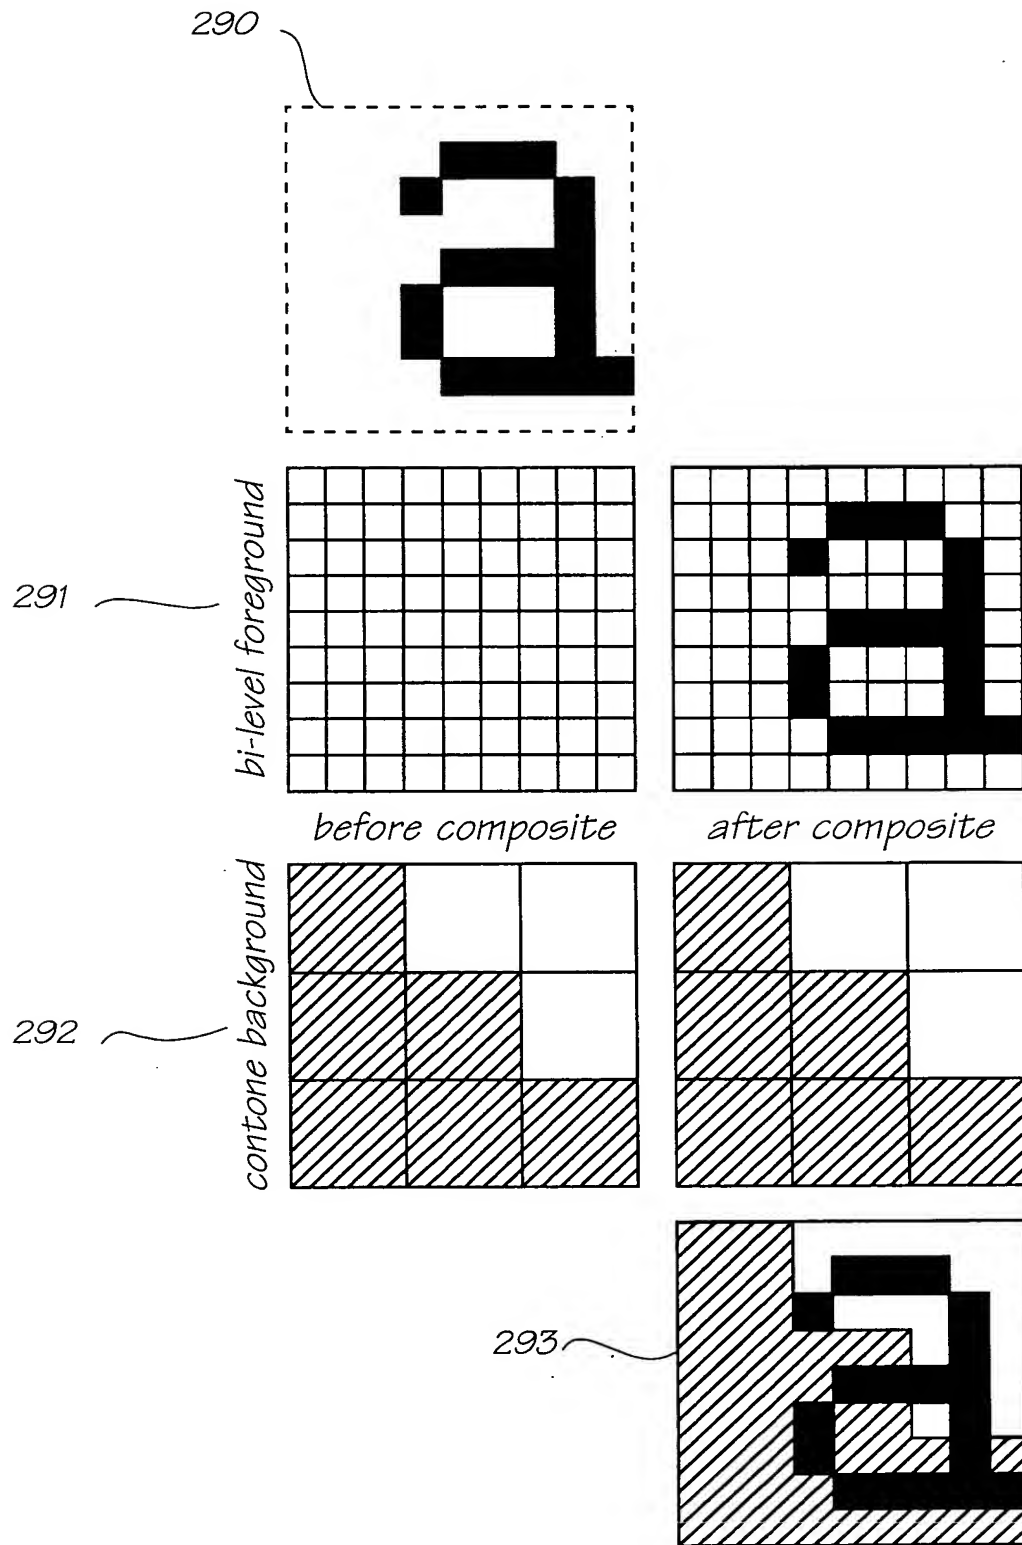 290
a
291
bi-level foreground
a
before composite
after composite
292
contone background
293
a